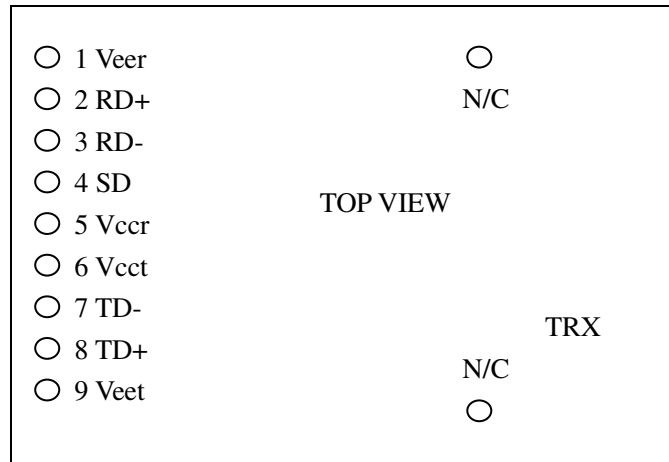 1 Veer
2 RD+
3 RD-
4 SD
5 Vccr
6 Vcct
7 TD-
8 TD+
9 Veet
N/C
TOP VIEW
TRX
N/C